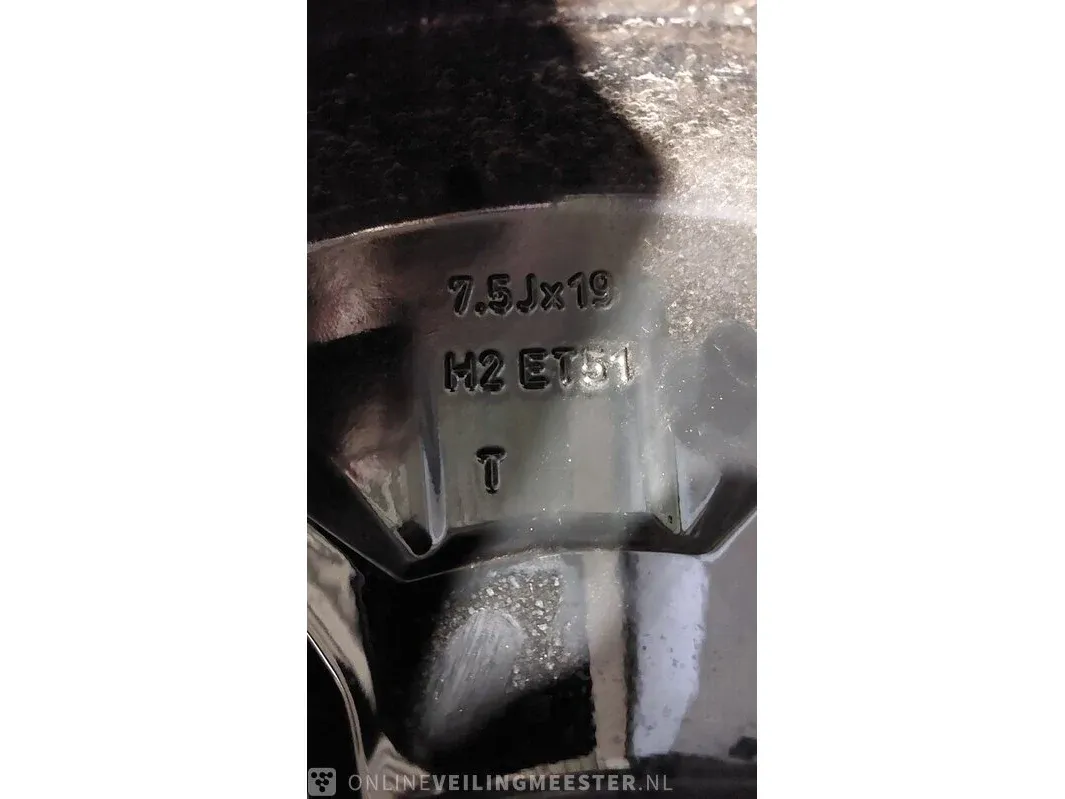 7.5Jx19
H2 ET51
T
ONLINEVEILINGMEESTER.NL